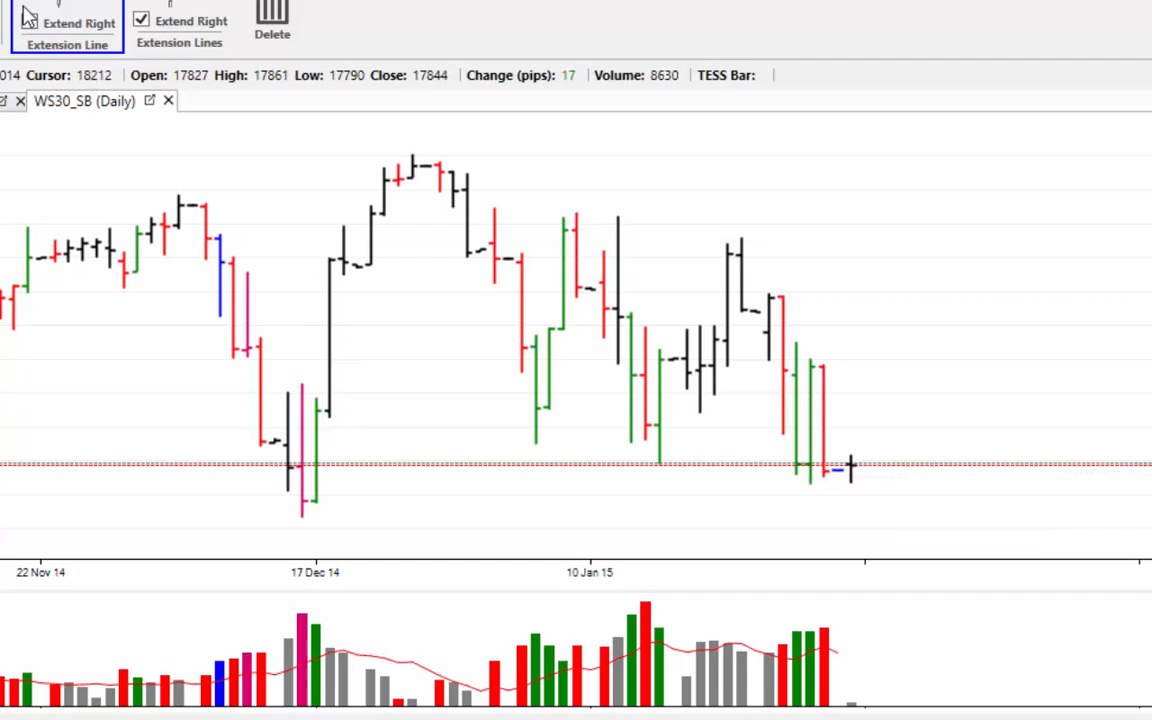 Extend Right
Extend Right
Delete
Extension Line
Extension Lines
014 Cursor: 18212 Open: 17827 High: 17861 Low: 17790 Close: 17844 Change (pips): 17 Volume: 8630 TESS Bar:
WS30_SB (Daily)
22 Nov 14
17 Dec 14
10 Jan 15